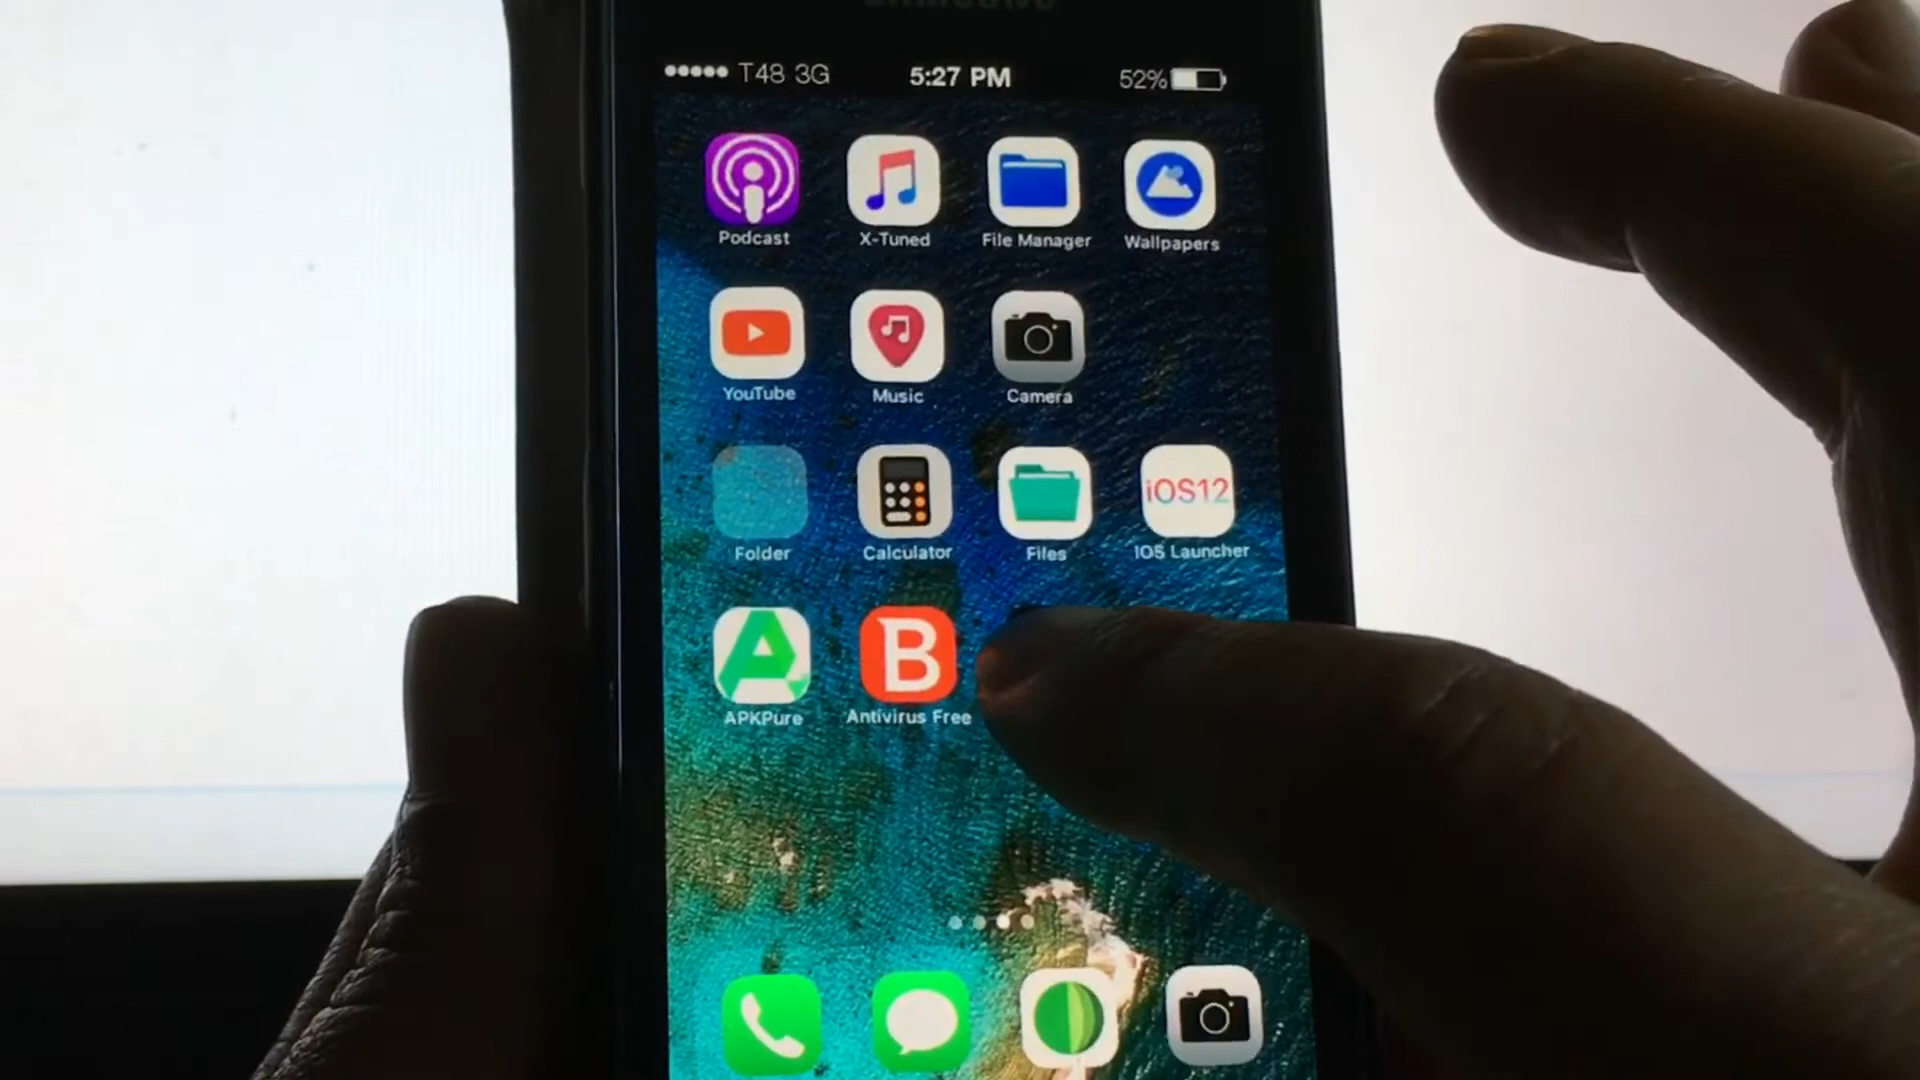 SAMSUNG
T48 3G 5:27 PM 52%
Podcast X-Tuned File Manager Wallpapers
YouTube Music Camera
iOS12
Folder Calculator Files IOS Launcher
B
APKPure Antivirus Free